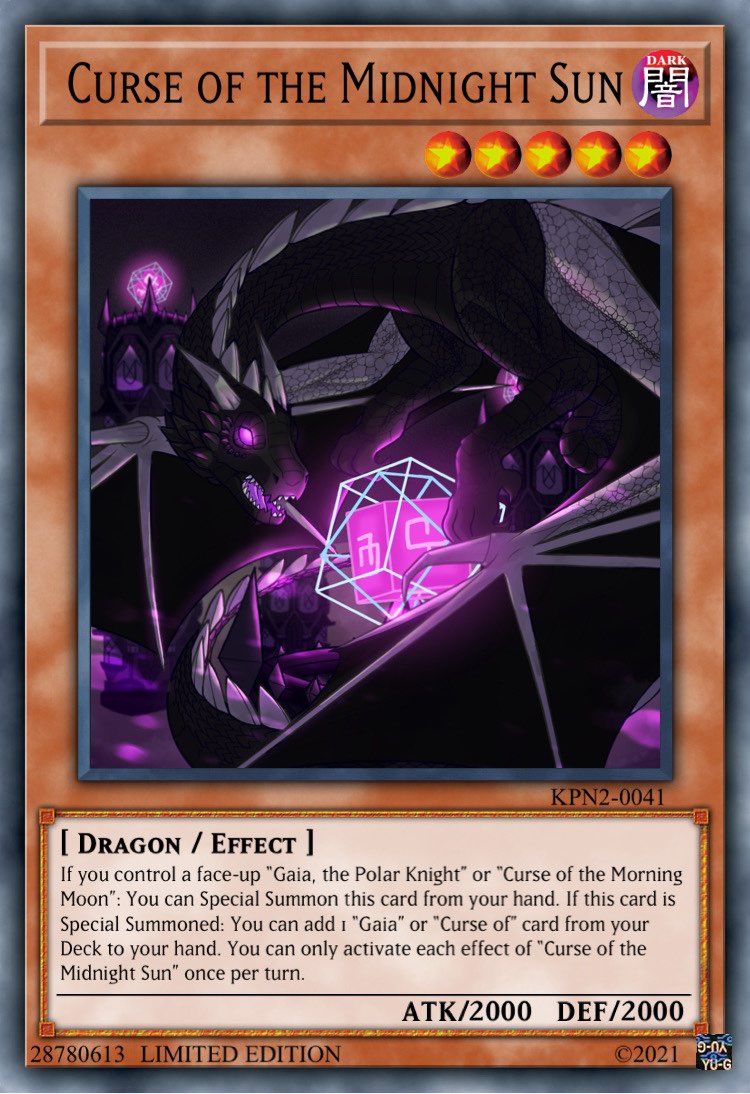 Curse of the Midnight Sun
DARK
闇
KPN2-0041
[ Dragon / Effect ]
If you control a face-up "Gaia, the Polar Knight" or "Curse of the Morning
Moon": You can Special Summon this card from your hand. If this card is
Special Summoned: You can add 1 "Gaia" or "Curse of" card from your
Deck to your hand. You can only activate each effect of "Curse of the
Midnight Sun" once per turn.
ATK/2000 DEF/2000
28780613 LIMITED EDITION
©2021